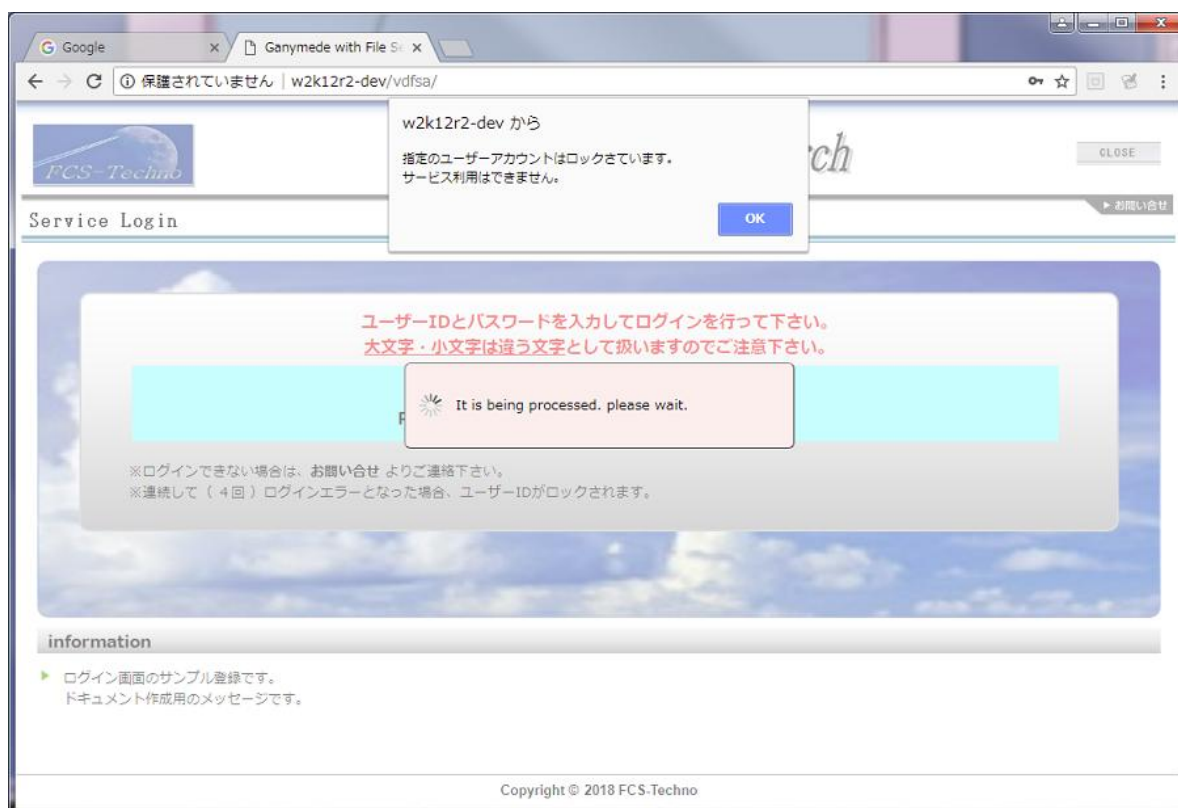 Google
Ganymede with File Se
保護されていません | w2k12r2-dev/vdfsa/
w2k12r2-dev から
指定のユーザーアカウントはロックさています。
サービス利用はできません。
OK
FCS-Techno
rch
CLOSE
お問い合せ
Service Login
ユーザーIDとパスワードを入力してログインを行って下さい。
大文字・小文字は違う文字として扱いますのでご注意下さい。
It is being processed. please wait.
※ログインできない場合は、お問い合せ よりご連絡下さい。
※連続して ( 4回 ) ログインエラーとなった場合、ユーザーIDがロックされます。
information
ログイン画面のサンプル登録です。
ドキュメント作成用のメッセージです。
Copyright © 2018 FCS-Techno